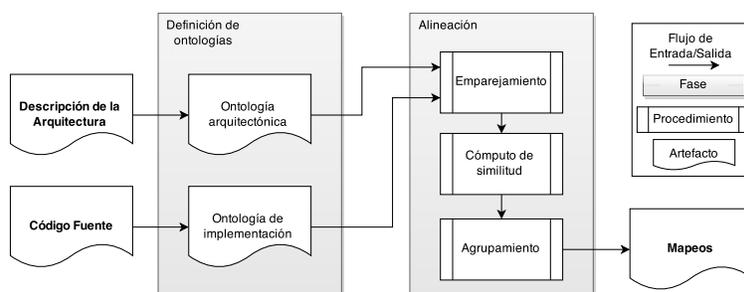 Definición de
ontologías
Alineación
Flujo de
Entrada/Salida
Fase
Procedimiento
Artefacto
Descripción de la
Arquitectura
Ontología
arquitectónica
Emparejamiento
Cómputo de
similitud
Código Fuente
Ontología de
implementación
Agrupamiento
Mapeos